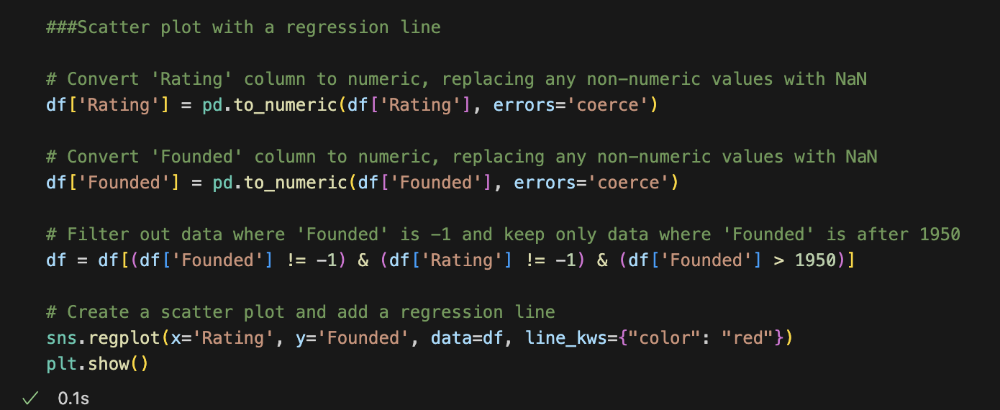 ###Scatter plot with a regression line
# Convert 'Rating' column to numeric, replacing any non-numeric values with NaN
df['Rating'] = pd.to_numeric(df['Rating'], errors='coerce')
# Convert 'Founded' column to numeric, replacing any non-numeric values with NaN
df['Founded'] = pd.to_numeric(df['Founded'], errors='coerce')
# Filter out data where 'Founded' is -1 and keep only data where 'Founded' is after 1950
df = df[(df['Founded'] != -1) & (df['Rating'] != -1) & (df['Founded'] > 1950)]
# Create a scatter plot and add a regression line
sns.regplot(x='Rating', y='Founded', data=df, line_kws={"color": "red"})
plt.show()
0.1s